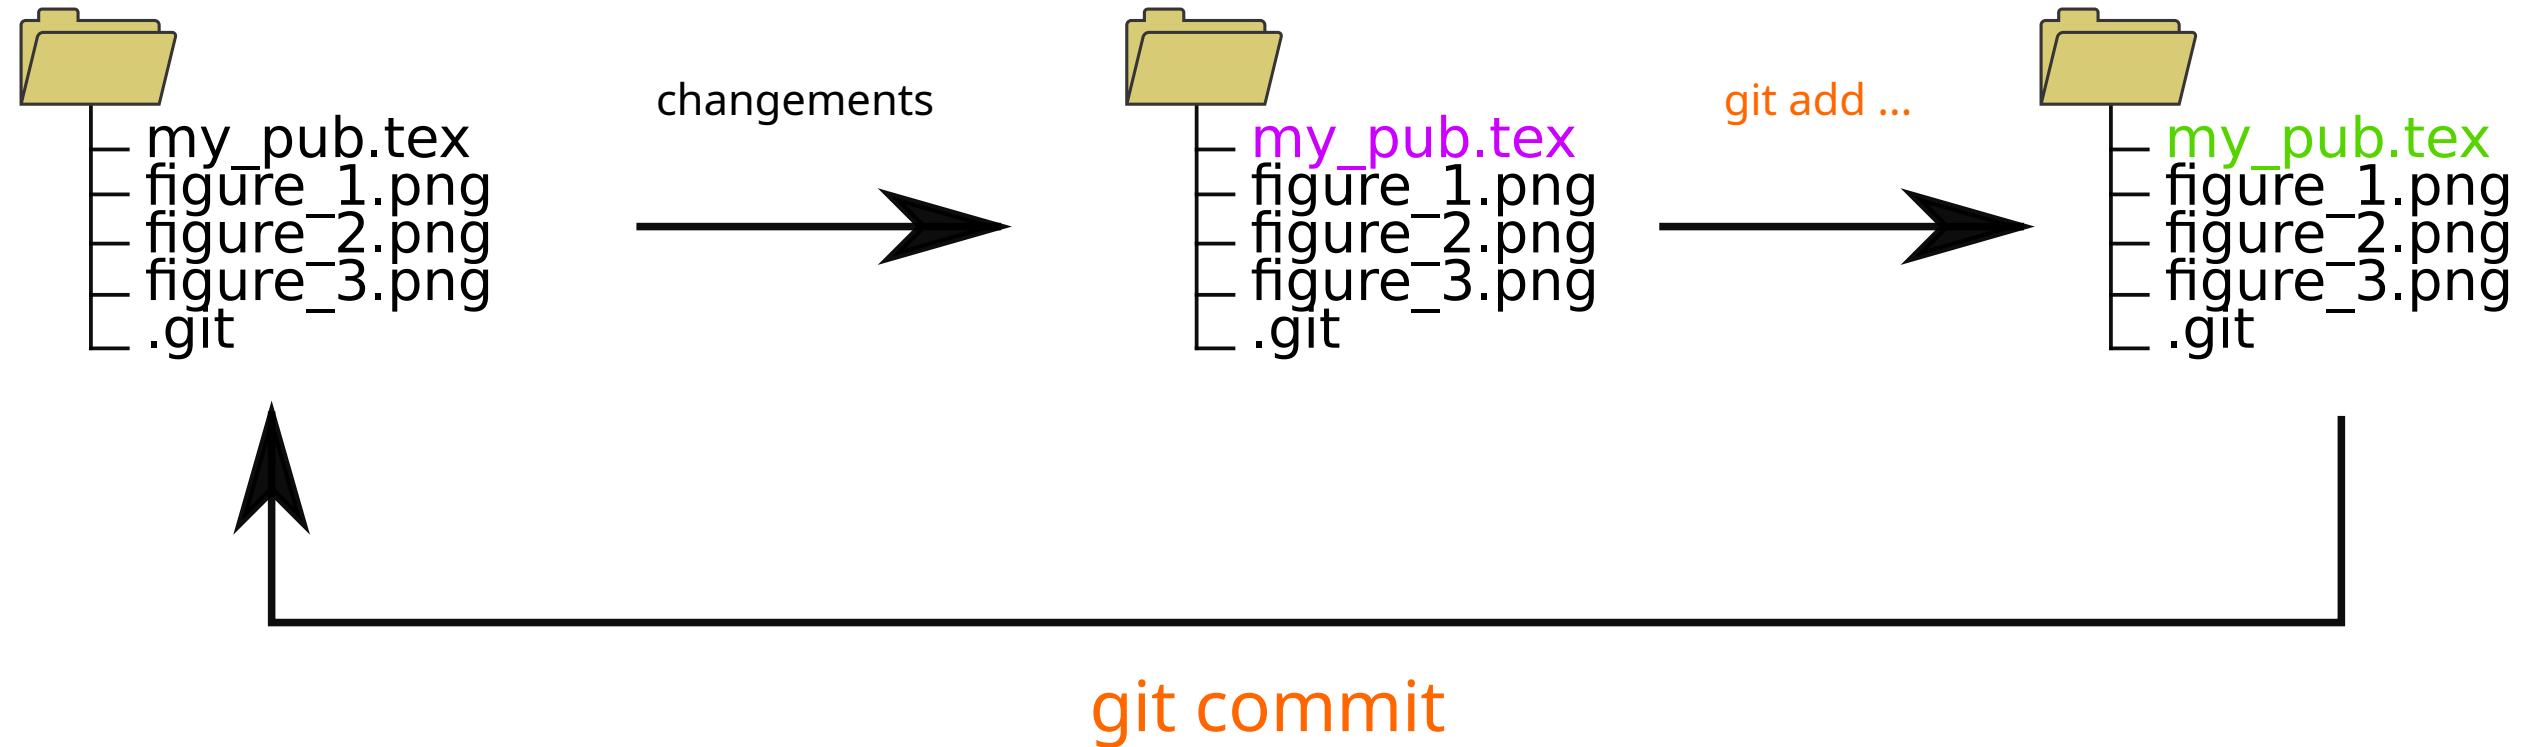 my_pub.tex
figure_1.png
figure_2.png
figure_3.png
.git
changements
my_pub.tex
figure_1.png
figure_2.png
figure_3.png
.git
git add ...
my_pub.tex
figure_1.png
figure_2.png
figure_3.png
.git
git commit